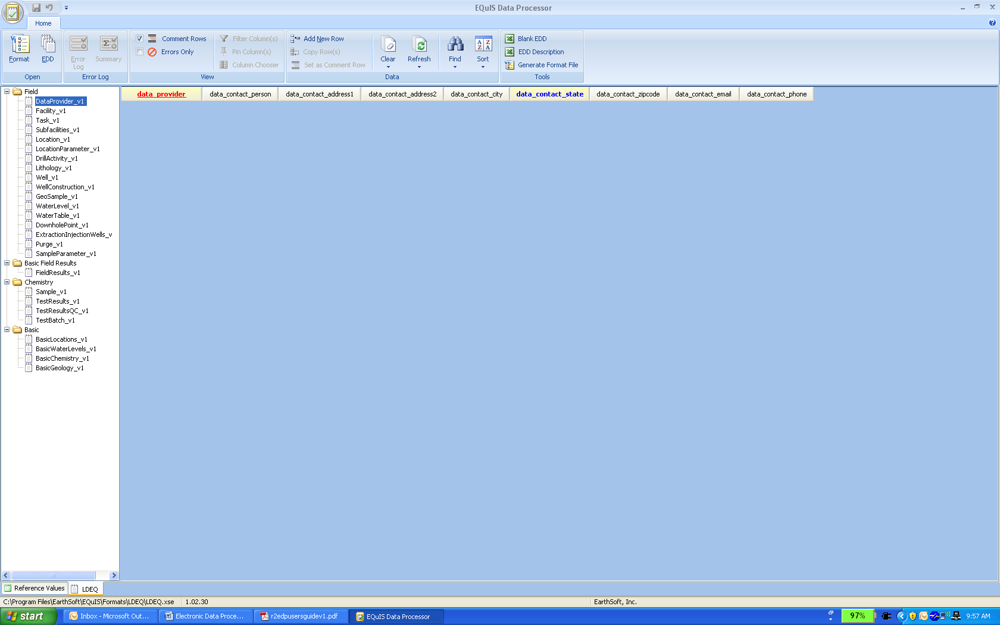 EQuIS Data Processor
Home
Format
EDD
Open
Error Log
Summary
Error Log
Comment Rows
Errors Only
Filter Column(s)
Pin Column(s)
Column Chooser
View
Add New Row
Copy Row(s)
Set as Comment Row
Clear
Refresh
Find
Sort
Data
Blank EDD
EDD Description
Generate Format File
Tools
Field
DataProvider_v1
Facility_v1
Task_v1
Subfacilities_v1
Location_v1
LocationParameter_v1
DrillActivity_v1
Lithology_v1
Well_v1
WellConstruction_v1
GeoSample_v1
WaterLevel_v1
WaterTable_v1
DownholePoint_v1
ExtractionInjectionWells_v
Purge_v1
SampleParameter_v1
Basic Field Results
FieldResults_v1
Chemistry
Sample_v1
TestResults_v1
TestResultsQC_v1
TestBatch_v1
Basic
BasicLocations_v1
BasicWaterLevels_v1
BasicChemistry_v1
BasicGeology_v1
data_provider data_contact_person data_contact_address1 data_contact_address2 data_contact_city data_contact_state data_contact_zipcode data_contact_email data_contact_phone
Reference Values LDEQ
C:\Program Files\EarthSoft\EQuIS\Formats\LDEQ\LDEQ.xse 1.02.30 EarthSoft, Inc.
start Inbox - Microsoft Out... Electronic Data Proce... r2edpusersguidev1.pdf EQuIS Data Processor 97% 9:57 AM